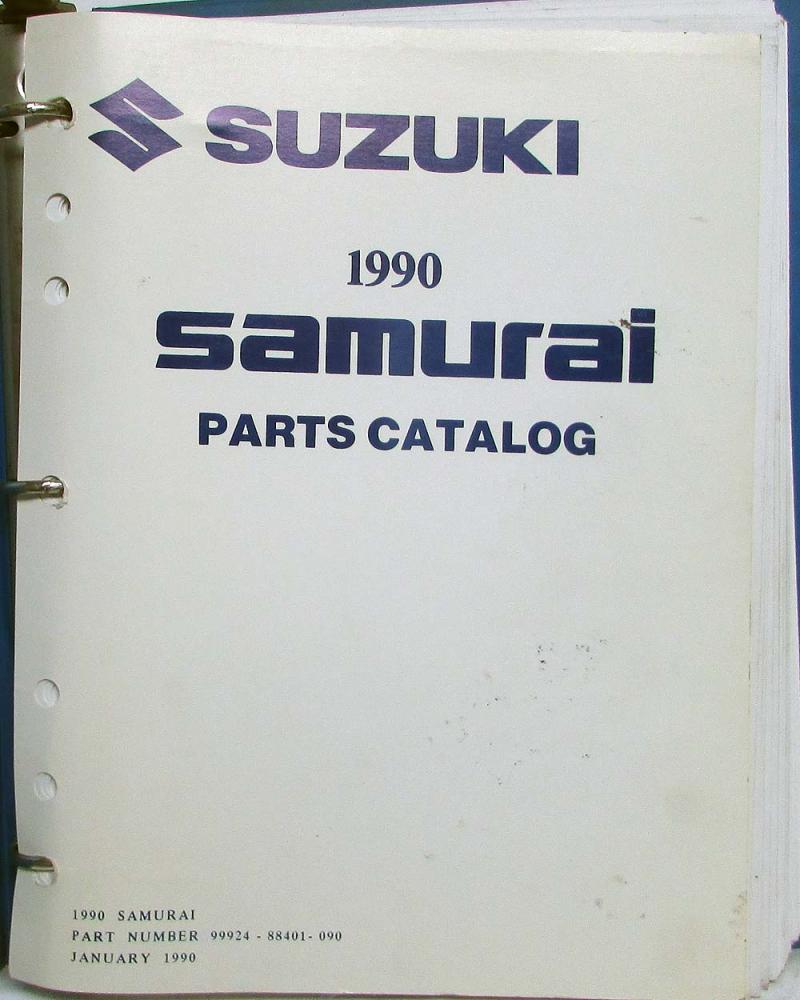 SUZUKI
1990
samurai
PARTS CATALOG
1990 SAMURAI
PART NUMBER 99924 - 88401- 090
JANUARY 1990